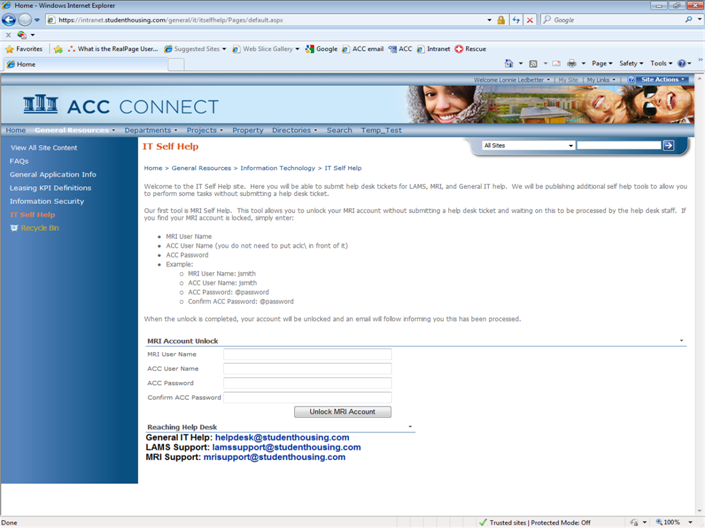 Home - Windows Internet Explorer
https://intranet.studenthousing.com/general/it/itselfhelp/Pages/default.aspx
Google
x
Favorites
What is the RealPage User...
Suggested Sites
Web Slice Gallery
Google
ACC email
ACC
Intranet
Rescue
Home
Page
Safety
Tools
Welcome Lonnie Ledbetter
My Site
My Links
Site Actions
ACC CONNECT
Home
General Resources
Departments
Projects
Property
Directories
Search
Temp_Test
View All Site Content
FAQs
General Application Info
Leasing KPI Definitions
Information Security
IT Self Help
Recycle Bin
IT Self Help
All Sites
Home > General Resources > Information Technology > IT Self Help
Welcome to the IT Self Help site. Here you will be able to submit help desk tickets for LAMS, MRI, and General IT help. We will be publishing additional self help tools to allow you
to perform some tasks without submitting a help desk ticket.
Our first tool is MRI Self Help. This tool allows you to unlock your MRI account without submitting a help desk ticket and waiting on this to be processed by the help desk staff. If
you find your MRI account is locked, simply enter:
MRI User Name
ACC User Name (you do not need to put aclc\ in front of it)
ACC Password
Example:
MRI User Name: jsmith
ACC User Name: jsmith
ACC Password: @password
Confirm ACC Password: @password
When the unlock is completed, your account will be unlocked and an email will follow informing you this has been processed.
MRI Account Unlock
MRI User Name
ACC User Name
ACC Password
Confirm ACC Password
Unlock MRI Account
Reaching Help Desk
General IT Help: helpdesk@studenthousing.com
LAMS Support: lamssupport@studenthousing.com
MRI Support: mrisupport@studenthousing.com
Done
Trusted sites | Protected Mode: Off
100%